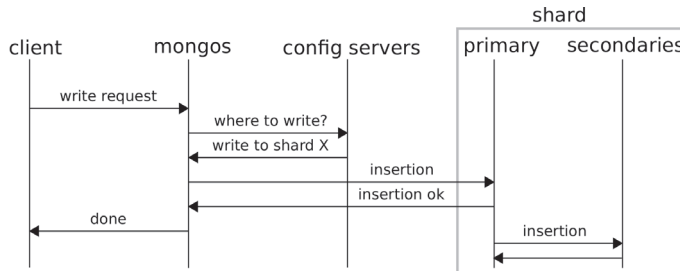 shard
client mongos config servers primary secondaries
write request
where to write?
write to shard X
insertion
insertion ok
done
insertion